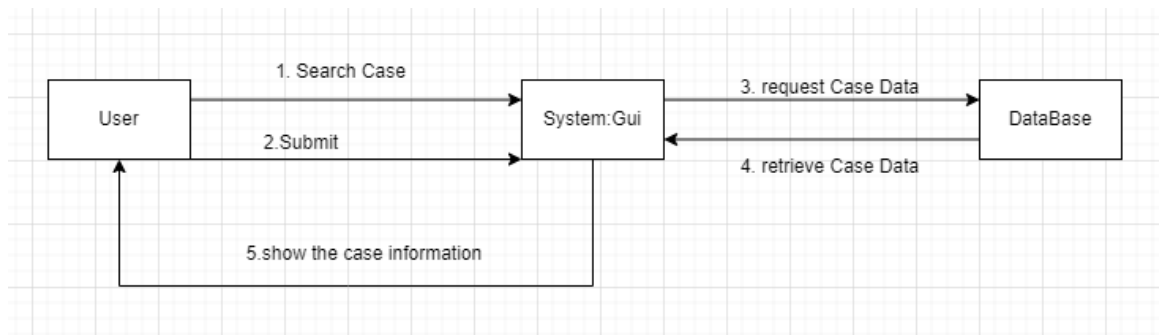 1. Search Case
3. request Case Data
User
System:Gui
DataBase
2.Submit
4. retrieve Case Data
5.show the case information